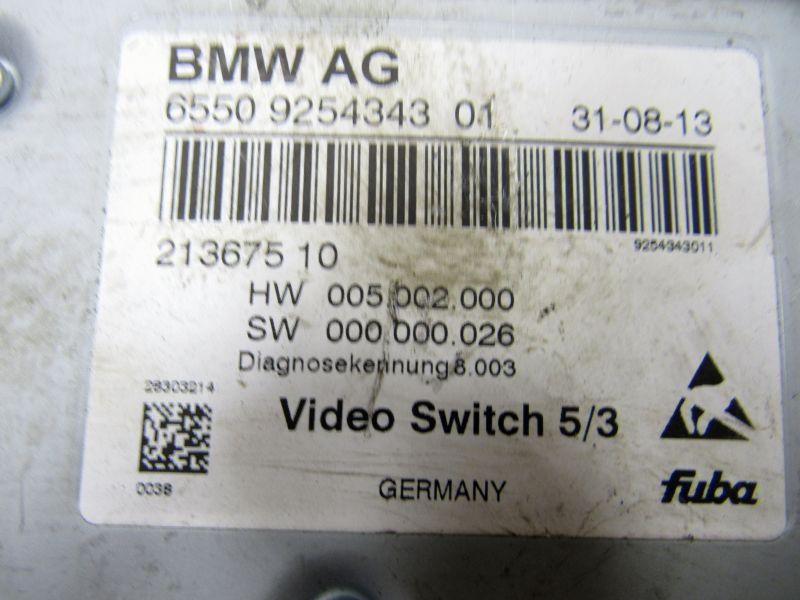 BMW AG
6550 9254343 01 31-08-13
9254343011
213675 10
HW 005.002.000
SW 000.000.026
Diagnosekennung 8.003
28303214
Video Switch 5/3
0038
GERMANY
fuba